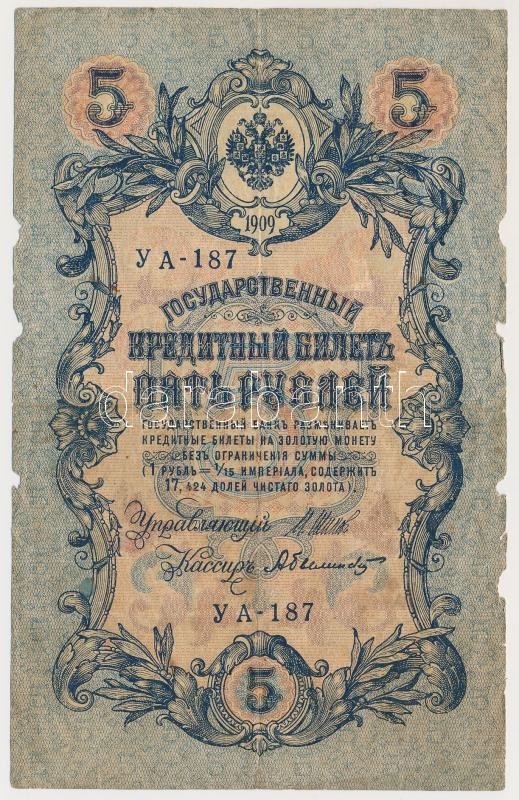 5 5
1909
УА-187
ГОСУДАРСТВЕННЫЙ
КРЕДИТНЫЙ БИЛЕТЪ
ПЯТЬ РУБЛЕЙ
darabanth
ГОСУДАРСТВЕННЫЙ БАНКЪ РАЗМѢНИВАЕТЪ
КРЕДИТНЫЕ БИЛЕТЫ НА ЗОЛОТУЮ МОНЕТУ
БЕЗЪ ОГРАНИЧЕНІЯ СУММЫ
(1 РУБЛЬ = 1/15 ИМПЕРІАЛА, СОДЕРЖИТЪ
17,424 ДОЛЕЙ ЧИСТАГО ЗОЛОТА).
Управляющій
Кассиръ
УА-187
5